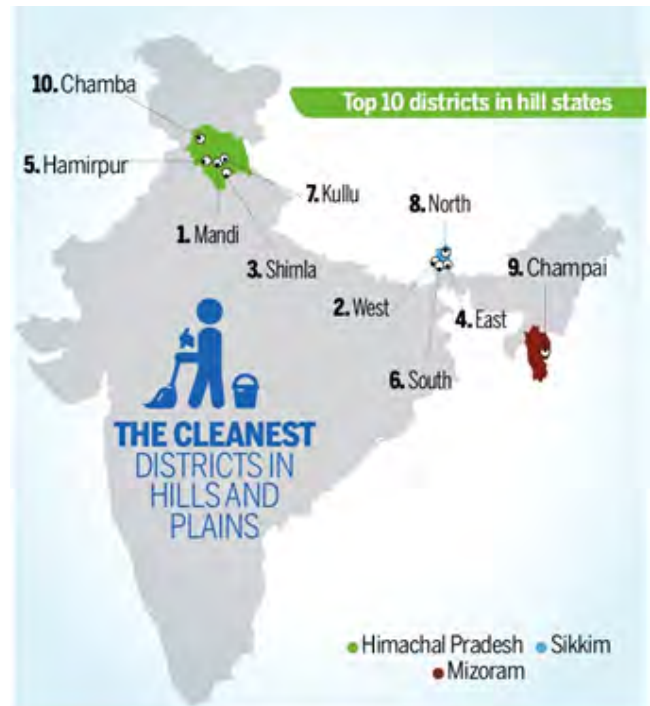 10. Chamba
Top 10 districts in hill states
5. Hamirpur
7. Kullu
8. North
1. Mandi
3. Shimla
9. Champai
2. West
4. East
6. South
THE CLEANEST
DISTRICTS IN
HILLS AND
PLAINS
Himachal Pradesh
Sikkim
Mizoram